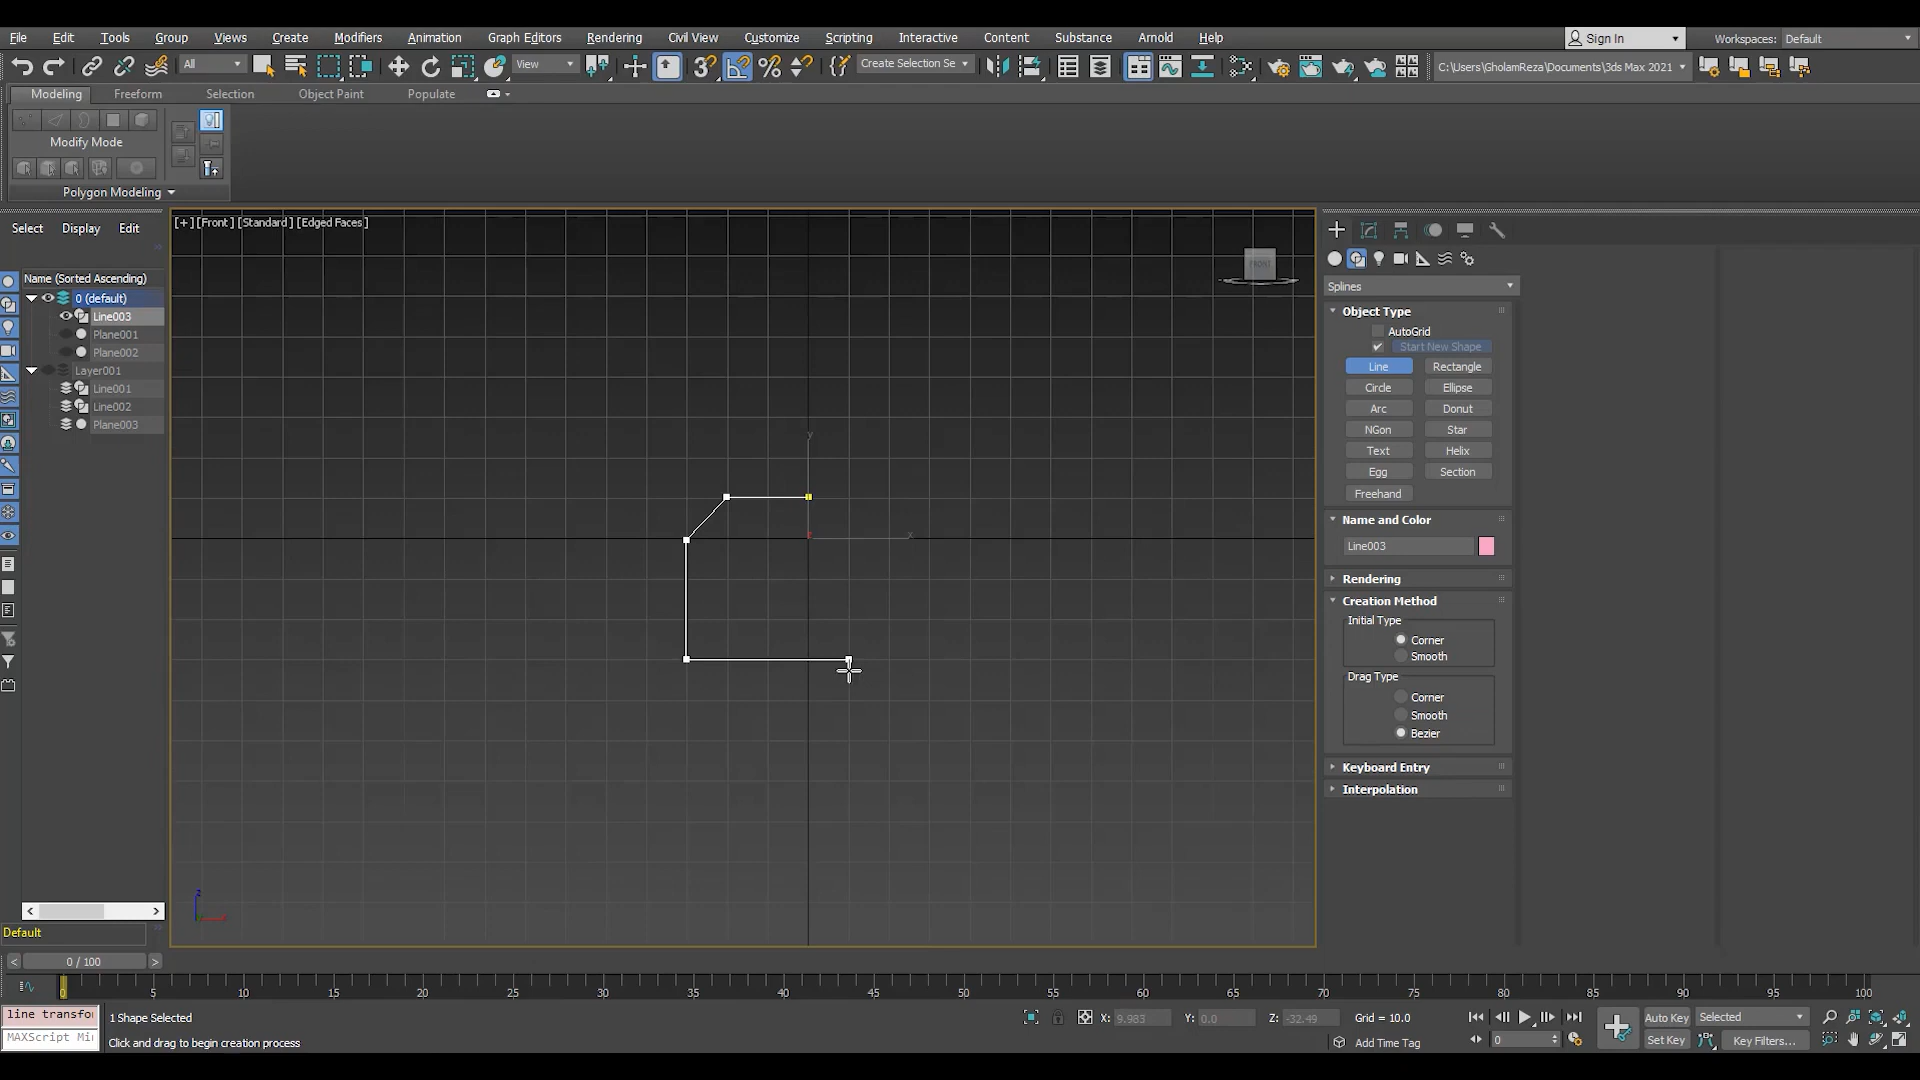 File Edit Tools Group Views Create Modifiers Animation Graph Editors Rendering Civil View Customize Scripting Interactive Content Substance Arnold Help Sign In Workspaces: Default
All View Create Selection Se C:\Users\GholamReza\Documents\3ds Max 2021
Modeling Freeform Selection Object Paint Populate
Modify Mode
Polygon Modeling
Select Display Edit
[+] [Front] [Standard] [Edged Faces]
FRONT
Name (Sorted Ascending)
0 (default)
Line003
Plane001
Plane002
Layer001
Line001
Line002
Plane003
y
x
z
Splines
Object Type
AutoGrid
Start New Shape
Line Rectangle
Circle Ellipse
Arc Donut
NGon Star
Text Helix
Egg Section
Freehand
Name and Color
Line003
Rendering
Creation Method
Initial Type
Corner
Smooth
Drag Type
Corner
Smooth
Bezier
Keyboard Entry
Interpolation
Default
0 / 100
0 5 10 15 20 25 30 35 40 45 50 55 60 65 70 75 80 85 90 95 100
line transfor 1 Shape Selected X: 9.983 Y: 0.0 Z: -32.49 Grid = 10.0 Auto Key Selected
MAXScript Mi Click and drag to begin creation process Add Time Tag 0 Set Key Key Filters...